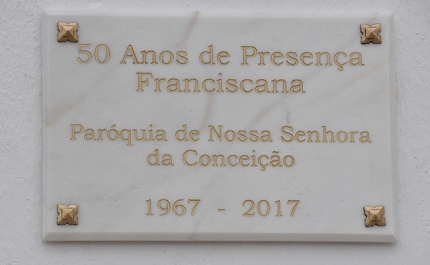 50 Anos de Presença
Franciscana
Paróquia de Nossa Senhora
da Conceição
1967 - 2017